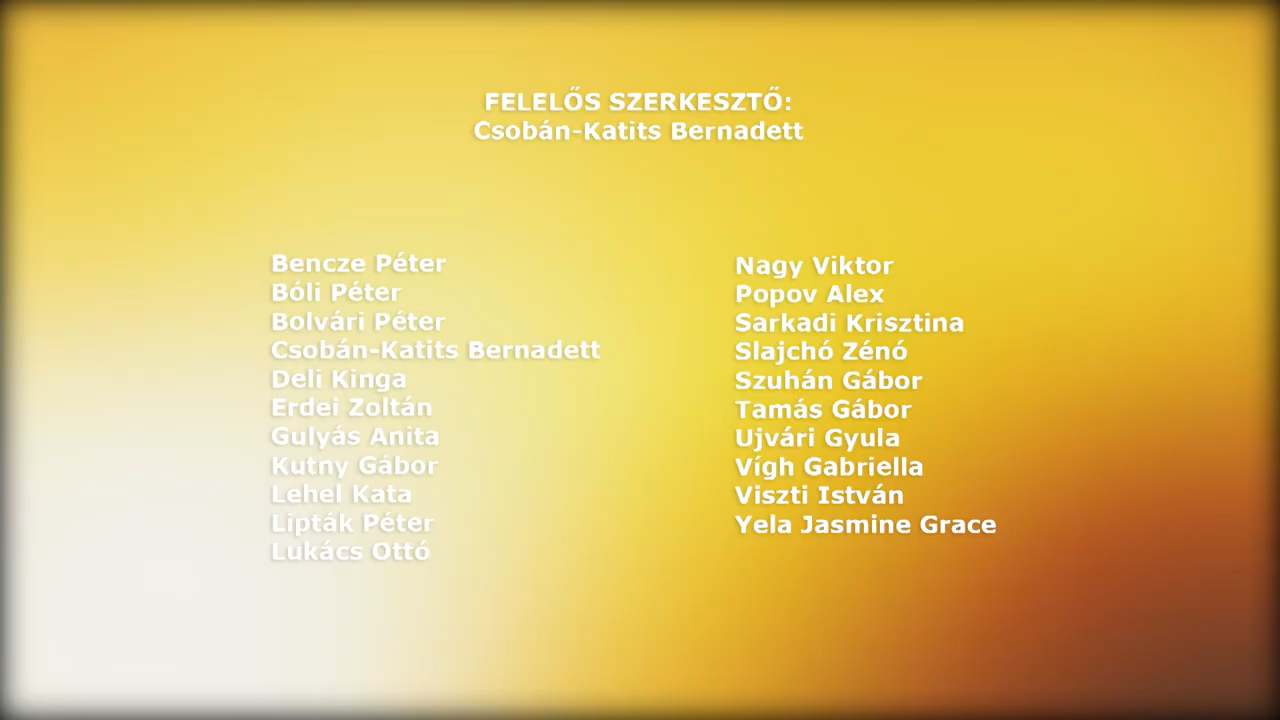 FELELŐS SZERKESZTŐ:
Csobán-Katits Bernadett
Bencze Péter
Bóli Péter
Bolvári Péter
Csobán-Katits Bernadett
Deli Kinga
Erdei Zoltán
Gulyás Anita
Kutny Gábor
Lehel Kata
Lipták Péter
Lukács Ottó
Nagy Viktor
Popov Alex
Sarkadi Krisztina
Slajchó Zénó
Szuhán Gábor
Tamás Gábor
Ujvári Gyula
Vígh Gabriella
Viszti István
Yela Jasmine Grace